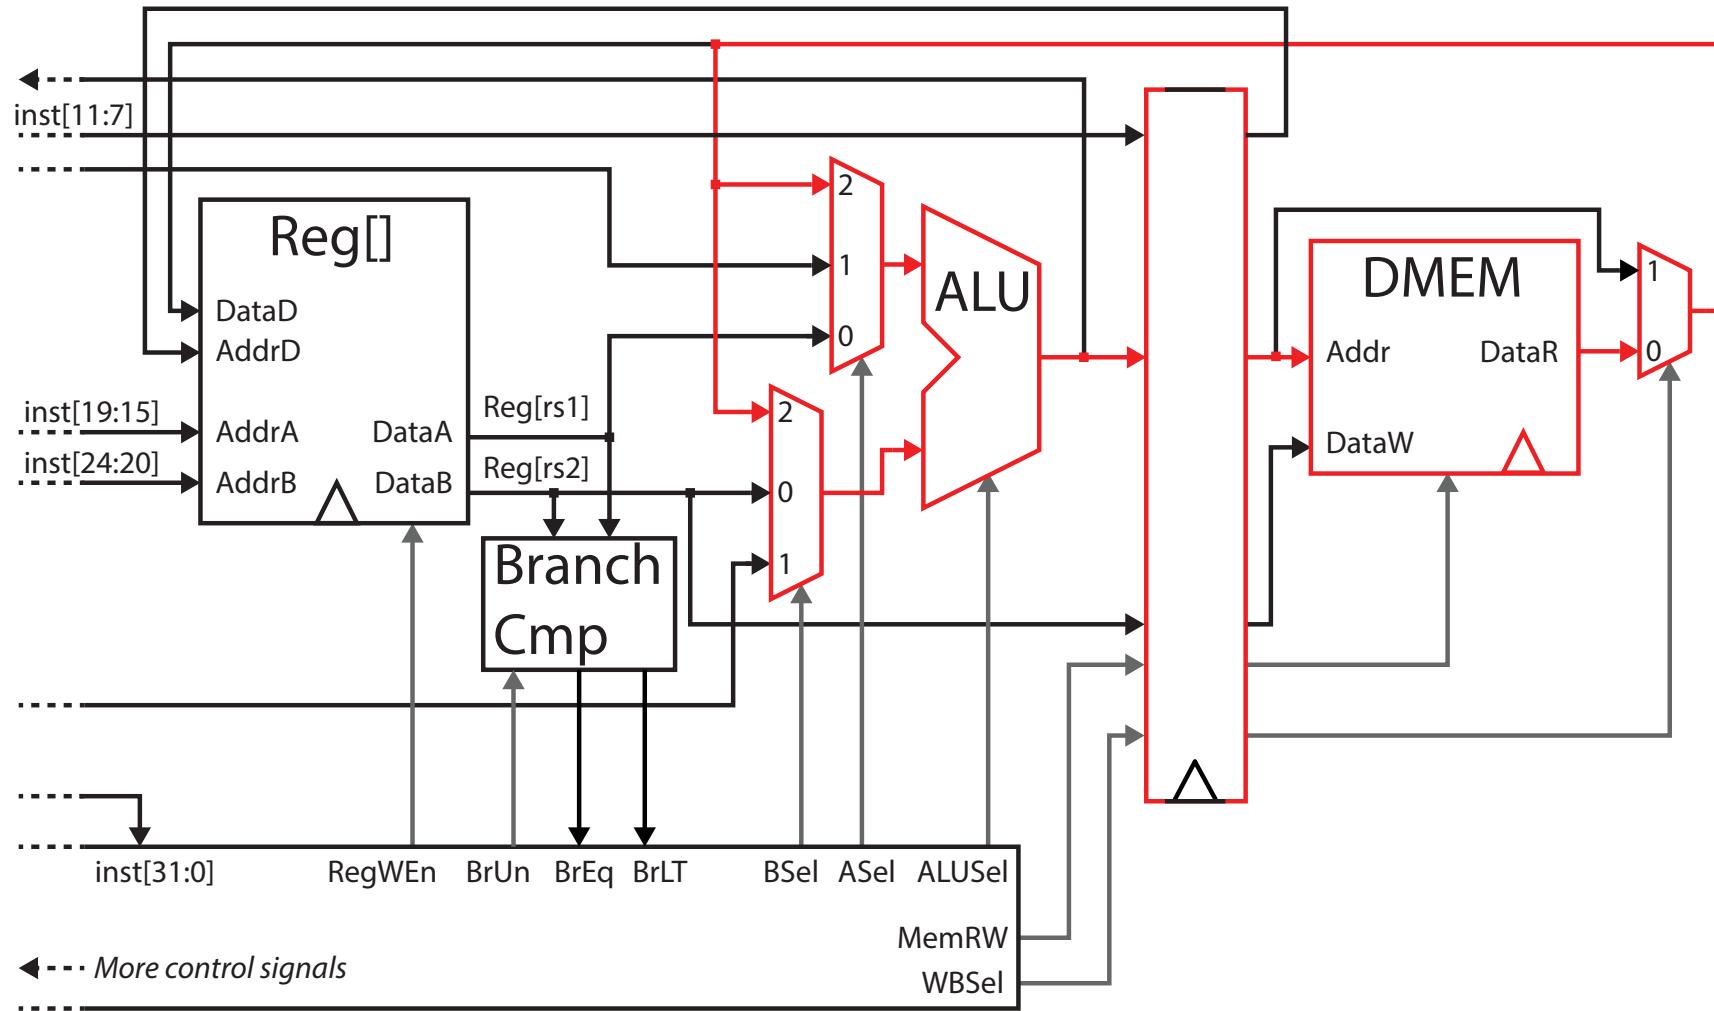 inst[11:7]
2
Reg[]
1
ALU
DMEM
1
DataD
AddrD
0
Addr
DataR
0
inst[19:15]
Reg[rs1]
2
AddrA
DataA
DataW
inst[24:20]
Reg[rs2]
AddrB
DataB
0
Branch
Cmp
1
inst[31:0]
RegWEn
BrUn
BrEq
BrLT
BSel
ASel
ALUSel
MemRW
More control signals
WBSel